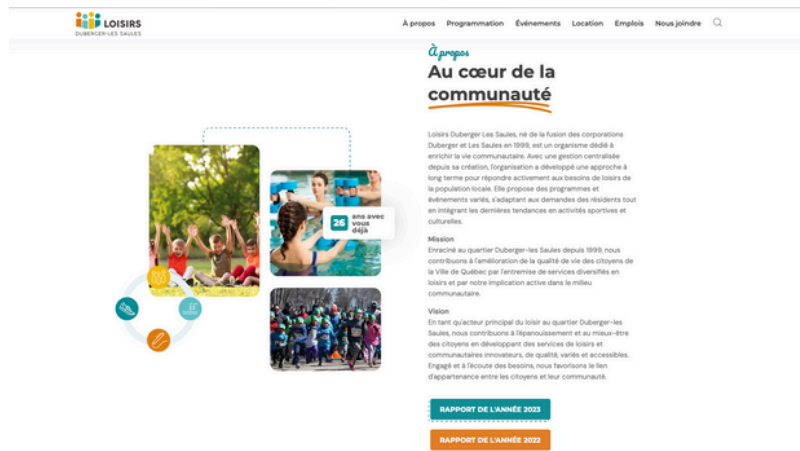 LOISIRS
DUBERGER-LES SAULES
À propos Programmation Événements Location Emplois Nous joindre
À propos
Au cœur de la
communauté
Loisirs Duberger Les Saules, né de la fusion des corporations
Duberger et Les Saules en 1999, est un organisme dédié à
enrichir la vie communautaire. Avec une gestion centralisée
depuis sa création, l'organisation a développé une approche à
long terme pour répondre activement aux besoins de loisirs de
la population locale. Elle propose des programmes et
événements variés, s'adaptant aux demandes des résidents tout
en intégrant les dernières tendances en activités sportives et
culturelles.
26 ans avec
vous
déjà
Mission
Enraciné au quartier Duberger-les Saules depuis 1999, nous
contribuons à l'amélioration de la qualité de vie des citoyens de
la Ville de Québec par l'entremise de services diversifiés en
loisirs et par notre implication active dans le milieu
communautaire.
Vision
En tant qu'acteur principal du loisir au quartier Duberger-les
Saules, nous contribuons à l'épanouissement et au mieux-être
des citoyens en développant des services de loisirs et
communautaires innovateurs, de qualité, variés et accessibles.
Engagé et à l'écoute des besoins, nous favorisons le lien
d'appartenance entre les citoyens et leur communauté.
RAPPORT DE L'ANNÉE 2023
RAPPORT DE L'ANNÉE 2022